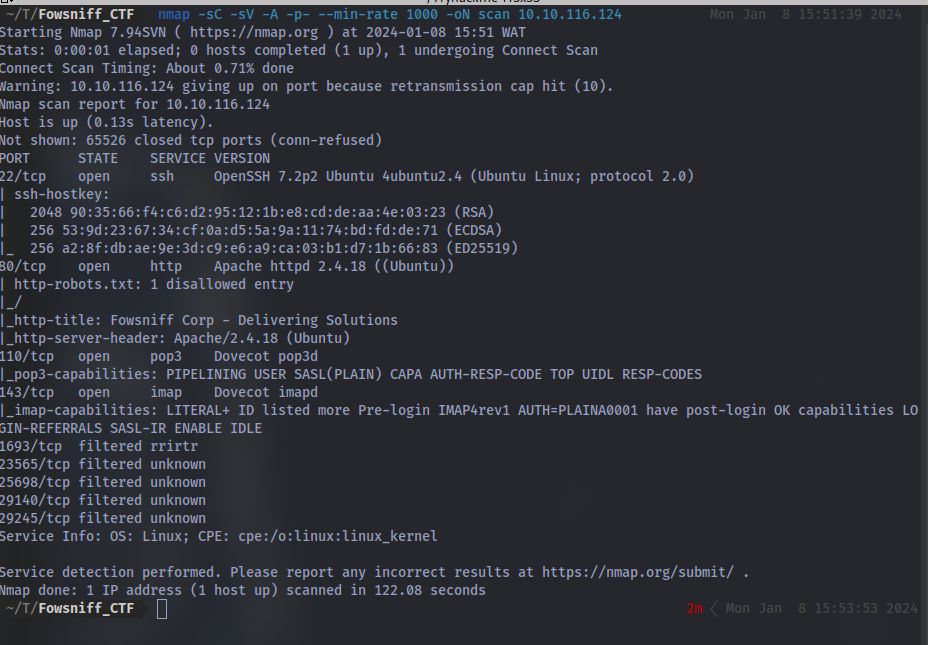 ~/T/Fowsniff_CTF nmap -sC -sV -A -p- --min-rate 1000 -oN scan 10.10.116.124 Mon Jan 8 15:51:39 2024
Starting Nmap 7.94SVN ( https://nmap.org ) at 2024-01-08 15:51 WAT
Stats: 0:00:01 elapsed; 0 hosts completed (1 up), 1 undergoing Connect Scan
Connect Scan Timing: About 0.71% done
Warning: 10.10.116.124 giving up on port because retransmission cap hit (10).
Nmap scan report for 10.10.116.124
Host is up (0.13s latency).
Not shown: 65526 closed tcp ports (conn-refused)
PORT STATE SERVICE VERSION
22/tcp open ssh OpenSSH 7.2p2 Ubuntu 4ubuntu2.4 (Ubuntu Linux; protocol 2.0)
| ssh-hostkey:
| 2048 90:35:66:f4:c6:d2:95:12:1b:e8:cd:de:aa:4e:03:23 (RSA)
| 256 53:9d:23:67:34:cf:0a:d5:5a:9a:11:74:bd:fd:de:71 (ECDSA)
|_ 256 a2:8f:db:ae:9e:3d:c9:e6:a9:ca:03:b1:d7:1b:66:83 (ED25519)
80/tcp open http Apache httpd 2.4.18 ((Ubuntu))
| http-robots.txt: 1 disallowed entry
|_/
|_http-title: Fowsniff Corp - Delivering Solutions
|_http-server-header: Apache/2.4.18 (Ubuntu)
110/tcp open pop3 Dovecot pop3d
|_pop3-capabilities: PIPELINING USER SASL(PLAIN) CAPA AUTH-RESP-CODE TOP UIDL RESP-CODES
143/tcp open imap Dovecot imapd
|_imap-capabilities: LITERAL+ ID listed more Pre-login IMAP4rev1 AUTH=PLAINA0001 have post-login OK capabilities LO
GIN-REFERRALS SASL-IR ENABLE IDLE
1693/tcp filtered rrirtr
23565/tcp filtered unknown
25698/tcp filtered unknown
29140/tcp filtered unknown
29245/tcp filtered unknown
Service Info: OS: Linux; CPE: cpe:/o:linux:linux_kernel
Service detection performed. Please report any incorrect results at https://nmap.org/submit/ .
Nmap done: 1 IP address (1 host up) scanned in 122.08 seconds
~/T/Fowsniff_CTF 2m Mon Jan 8 15:53:53 2024